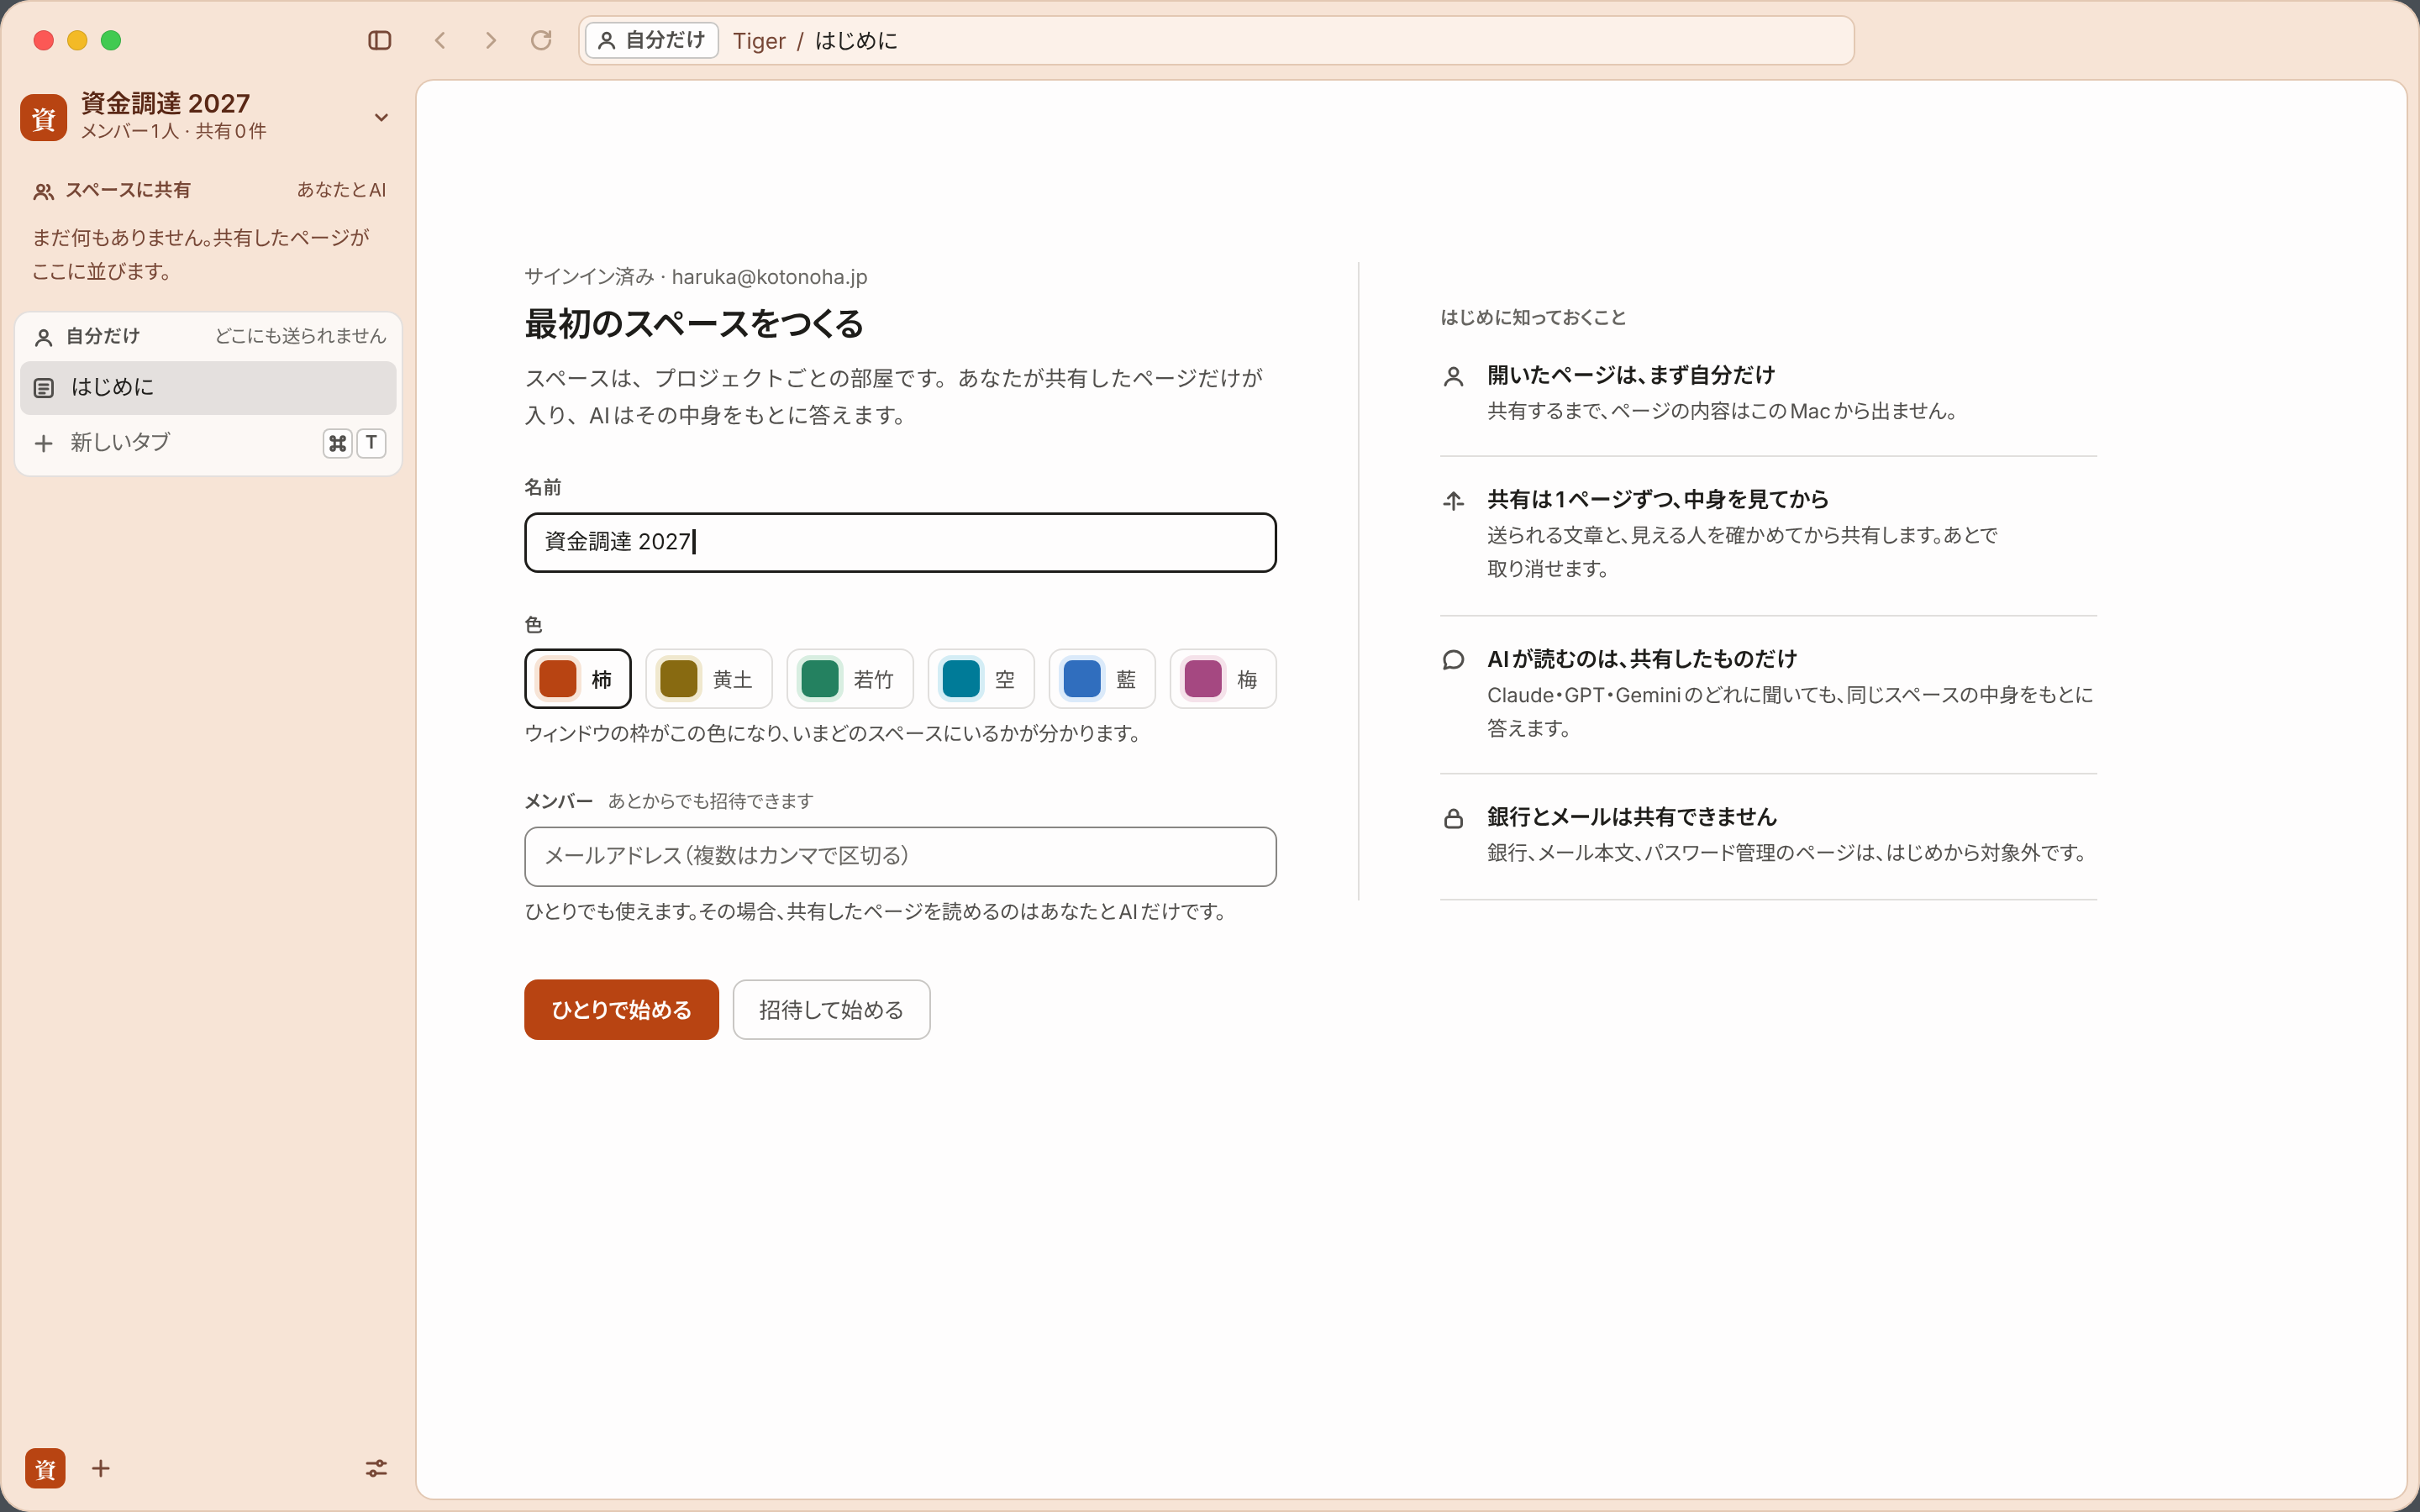 自分だけ Tiger / はじめに
資 資金調達 2027
メンバー1人 · 共有0件
スペースに共有 あなたとAI
まだ何もありません。共有したページが
ここに並びます。
自分だけ どこにも送られません
はじめに
新しいタブ ⌘ T
資
サインイン済み · haruka@kotonoha.jp
最初のスペースをつくる
スペースは、プロジェクトごとの部屋です。あなたが共有したページだけが
入り、AIはその中身をもとに答えます。
名前
資金調達 2027
色
柿 黄土 若竹 空 藍 梅
ウィンドウの枠がこの色になり、いまどのスペースにいるかが分かります。
メンバー あとからでも招待できます
メールアドレス（複数はカンマで区切る）
ひとりでも使えます。その場合、共有したページを読めるのはあなたとAIだけです。
ひとりで始める 招待して始める
はじめに知っておくこと
開いたページは、まず自分だけ
共有するまで、ページの内容はこのMacから出ません。
共有は1ページずつ、中身を見てから
送られる文章と、見える人を確かめてから共有します。あとで
取り消せます。
AIが読むのは、共有したものだけ
Claude・GPT・Geminiのどれに聞いても、同じスペースの中身をもとに
答えます。
銀行とメールは共有できません
銀行、メール本文、パスワード管理のページは、はじめから対象外です。